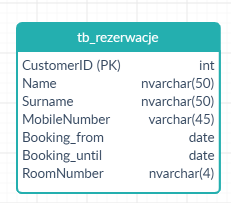 tb_rezerwacje
CustomerID (PK) int
Name nvarchar(50)
Surname nvarchar(50)
MobileNumber varchar(45)
Booking_from date
Booking_until date
RoomNumber nvarchar(4)